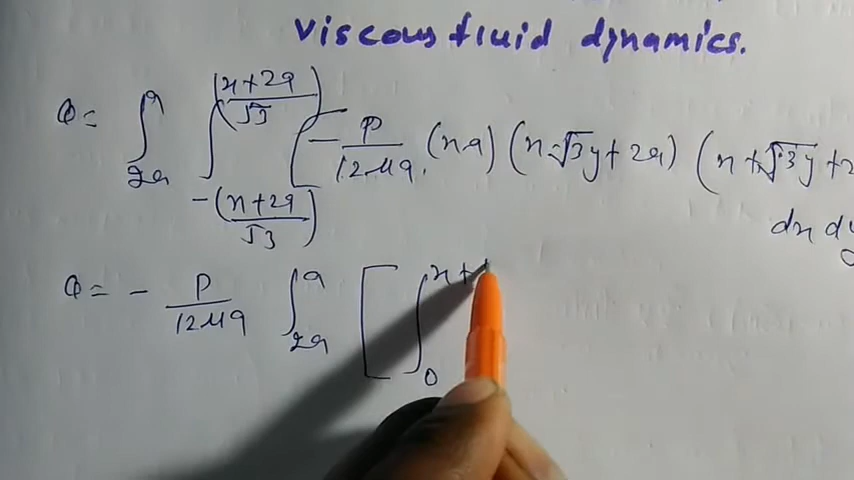 Viscous fluid dynamics.
Q = ∫_{2a}^{a} ∫_{-(x+2a)/√3}^{(x+2a)/√3} [ -P/12μa . (x-a) (x-√3y+2a) (x+√3y+2
dx dy
Q = - P/12μa ∫_{2a}^{a} [ ∫_{0}^{x+